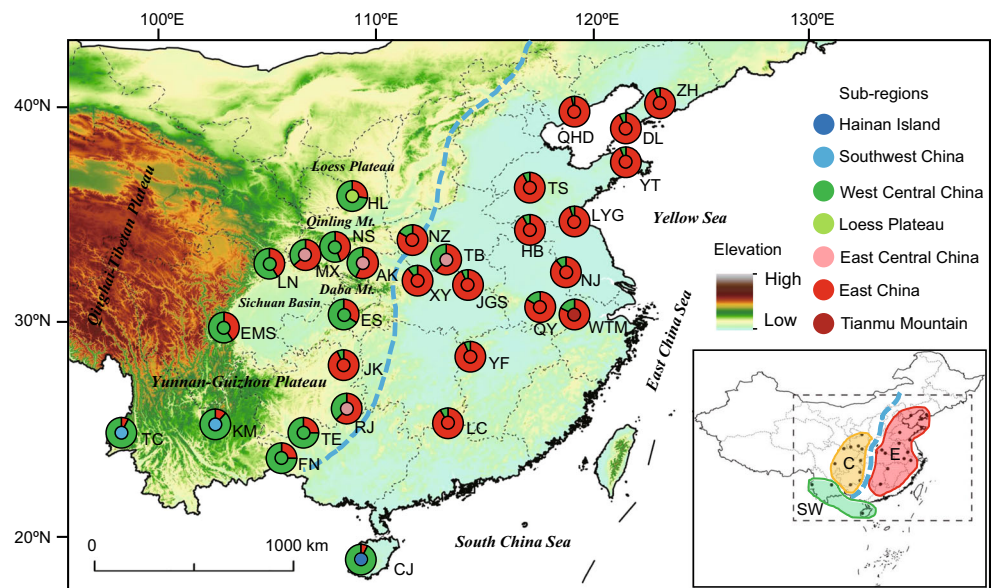 100ºE
110ºE
120ºE
130ºE
40ºN
30ºN
20ºN
ZH
QHD
DL
YT
Loess Plateau
HL
TS
Qinling Mt.
LYG
Yellow Sea
NS
NZ
HB
MX
AK
TB
LN
Daba Mt.
XY
JGS
NJ
Sichuan Basin
ES
QY
WTM
EMS
Qinghai-Tibetan Plateau
East China Sea
JK
YF
Yunnan-Guizhou Plateau
RJ
LC
TC
KM
TE
FN
South China Sea
CJ
0
1000 km
Sub-regions
Hainan Island
Southwest China
West Central China
Loess Plateau
East Central China
East China
Tianmu Mountain
Elevation
High
Low
C
E
SW